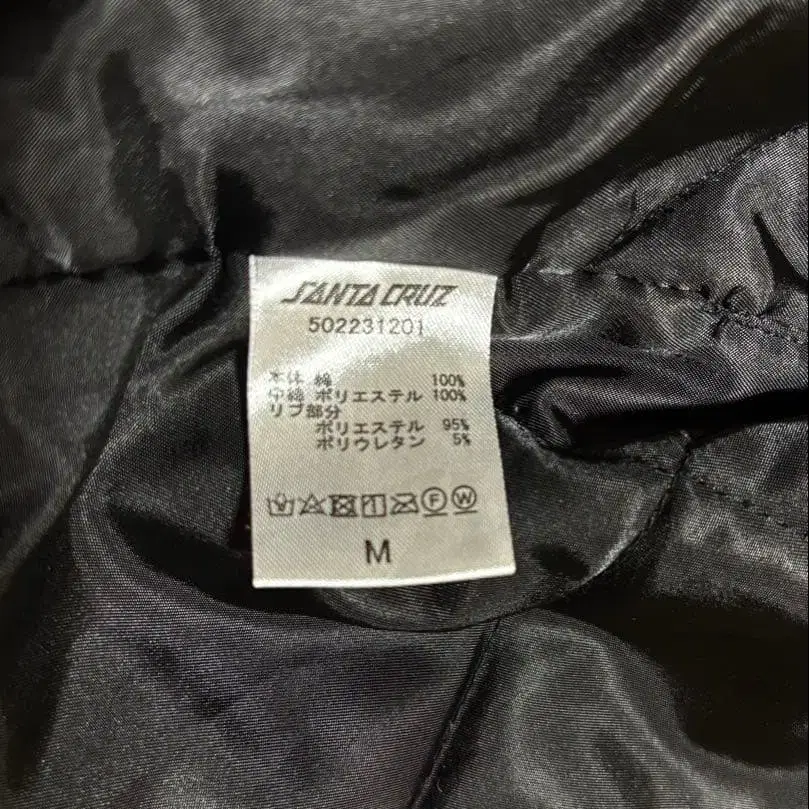 SANTA CRUZ
502231201
本体 綿 100%
中綿 ポリエステル 100%
リブ部分
ポリエステル 95%
ポリウレタン 5%
F W
M